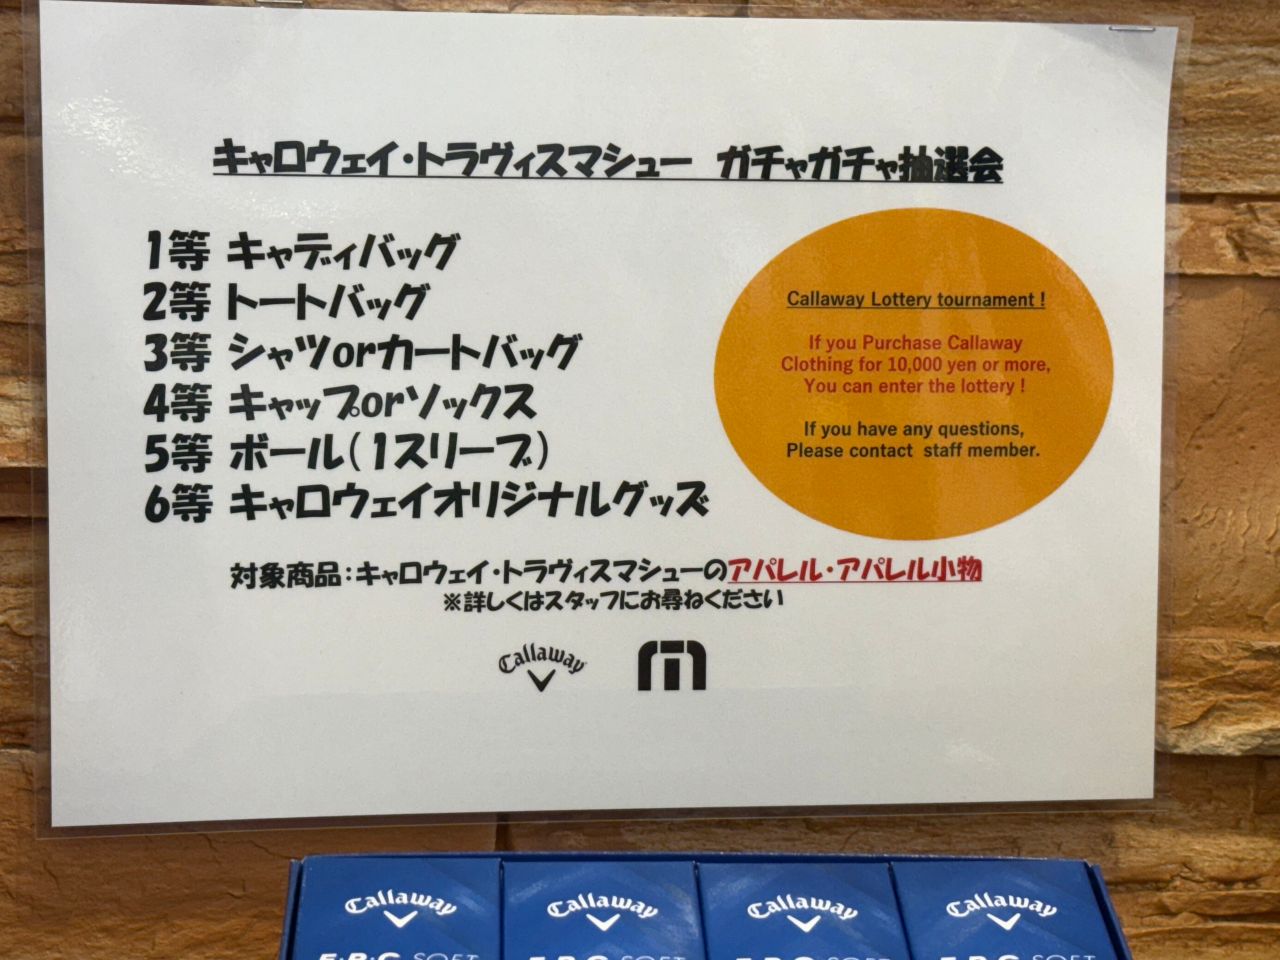 キャロウェイ・トラヴィスマシュー ガチャガチャ抽選会
1等 キャディバッグ
2等 トートバッグ
3等 シャツorカートバッグ
4等 キャップorソックス
5等 ボール(1スリーブ)
6等 キャロウェイオリジナルグッズ
Callaway Lottery tournament !
If you Purchase Callaway
Clothing for 10,000 yen or more,
You can enter the lottery !
If you have any questions,
Please contact staff member.
対象商品:キャロウェイ・トラヴィスマシューのアパレル・アパレル小物
※詳しくはスタッフにお尋ねください
Callaway
Callaway Callaway Callaway Callaway
E・R・C SOFT E・R・C SOFT E・R・C SOFT E・R・C SOFT